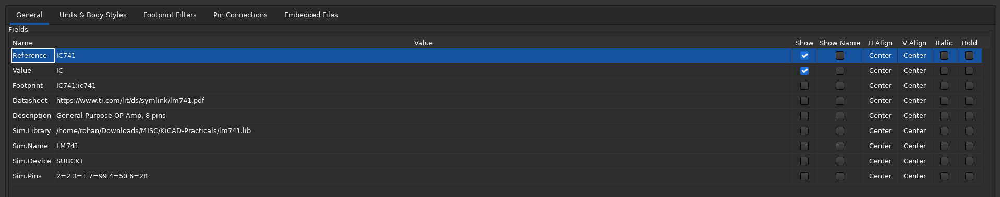 General Units & Body Styles Footprint Filters Pin Connections Embedded Files
Fields
Name Value Show Show Name H Align V Align Italic Bold
Reference IC741 Center Center
Value IC Center Center
Footprint IC741:ic741 Center Center
Datasheet https://www.ti.com/lit/ds/symlink/lm741.pdf Center Center
Description General Purpose OP Amp, 8 pins Center Center
Sim.Library /home/rohan/Downloads/MISC/KiCAD-Practicals/lm741.lib Center Center
Sim.Name LM741 Center Center
Sim.Device SUBCKT Center Center
Sim.Pins 2=2 3=1 7=99 4=50 6=28 Center Center